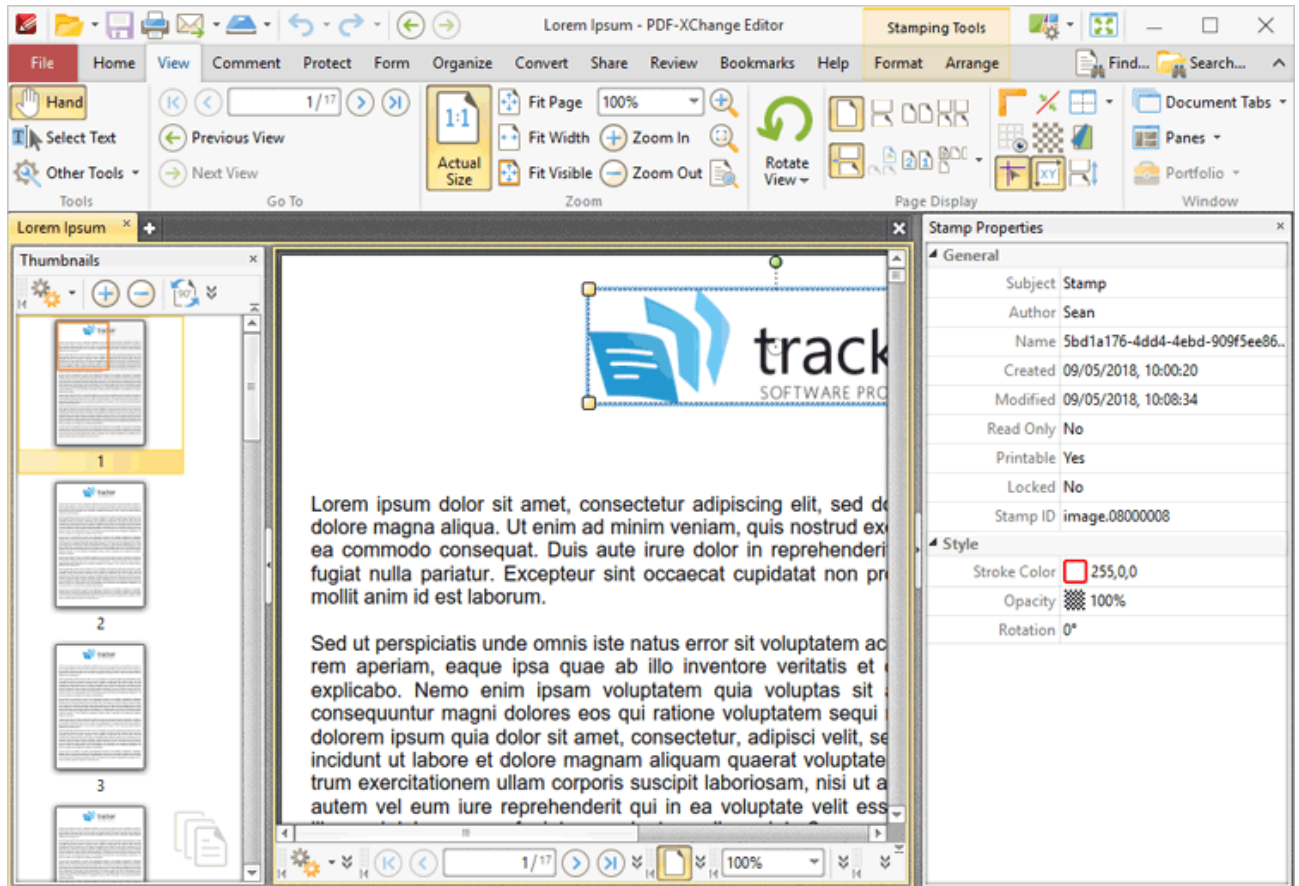 Lorem Ipsum - PDF-XChange Editor
Stamping Tools
File Home View Comment Protect Form Organize Convert Share Review Bookmarks Help Format Arrange Find... Search...
Hand
Select Text
Other Tools
Tools
1/17
Previous View
Next View
Go To
1:1
Actual
Size
Fit Page 100%
Fit Width Zoom In
Fit Visible Zoom Out
Zoom
Rotate
View
Page Display
Document Tabs
Panes
Portfolio
Window
Lorem Ipsum
Thumbnails
90°
1
2
3
track
SOFTWARE PRO
Lorem ipsum dolor sit amet, consectetur adipiscing elit, sed do
dolore magna aliqua. Ut enim ad minim veniam, quis nostrud ex
ea commodo consequat. Duis aute irure dolor in reprehenderi
fugiat nulla pariatur. Excepteur sint occaecat cupidatat non pr
mollit anim id est laborum.
Sed ut perspiciatis unde omnis iste natus error sit voluptatem ac
rem aperiam, eaque ipsa quae ab illo inventore veritatis et
explicabo. Nemo enim ipsam voluptatem quia voluptas sit
consequuntur magni dolores eos qui ratione voluptatem sequi
dolorem ipsum quia dolor sit amet, consectetur, adipisci velit, se
incidunt ut labore et dolore magnam aliquam quaerat voluptate
trum exercitationem ullam corporis suscipit laboriosam, nisi ut a
autem vel eum iure reprehenderit qui in ea voluptate velit ess
1/17
100%
Stamp Properties
General
Subject Stamp
Author Sean
Name 5bd1a176-4dd4-4ebd-909f5ee86..
Created 09/05/2018, 10:00:20
Modified 09/05/2018, 10:08:34
Read Only No
Printable Yes
Locked No
Stamp ID image.08000008
Style
Stroke Color 255,0,0
Opacity 100%
Rotation 0°